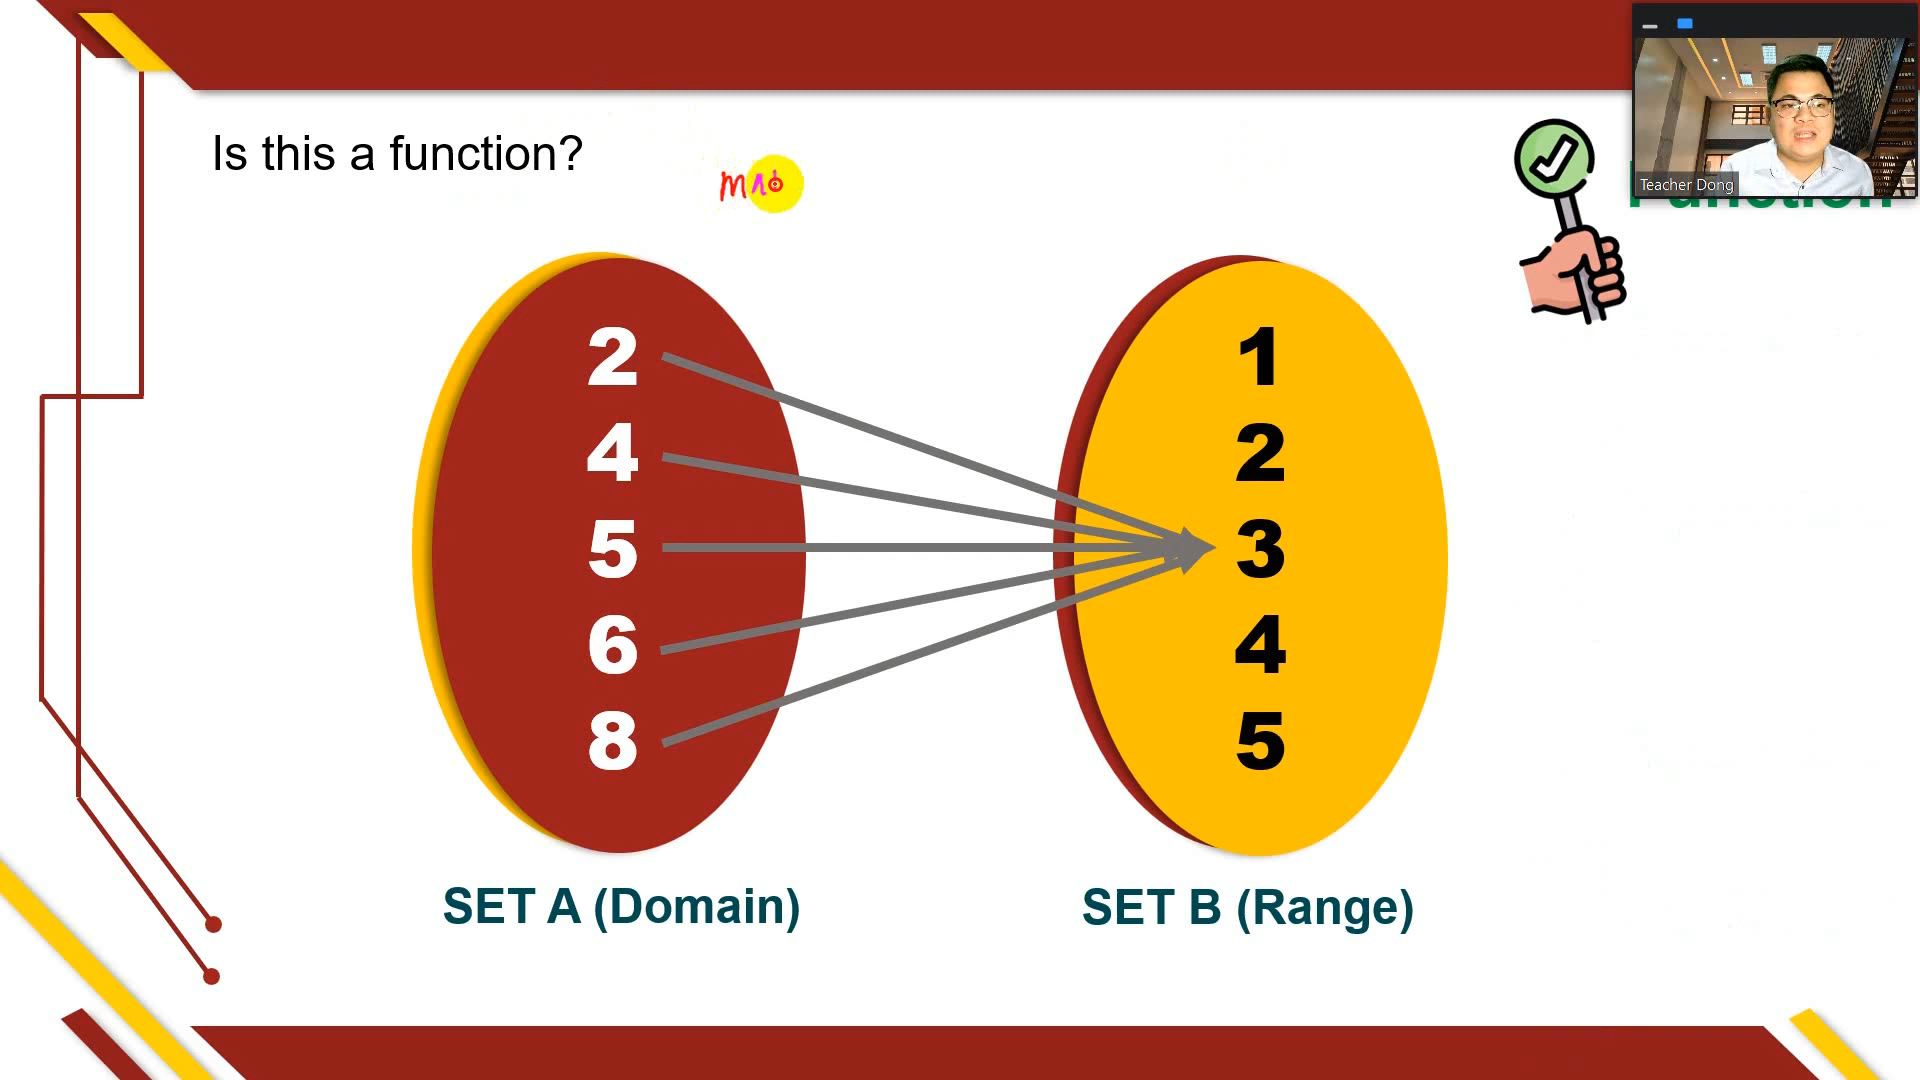 Is this a function?
Teacher Dong
Function
2
4
5
6
8
1
2
3
4
5
SET A (Domain)
SET B (Range)